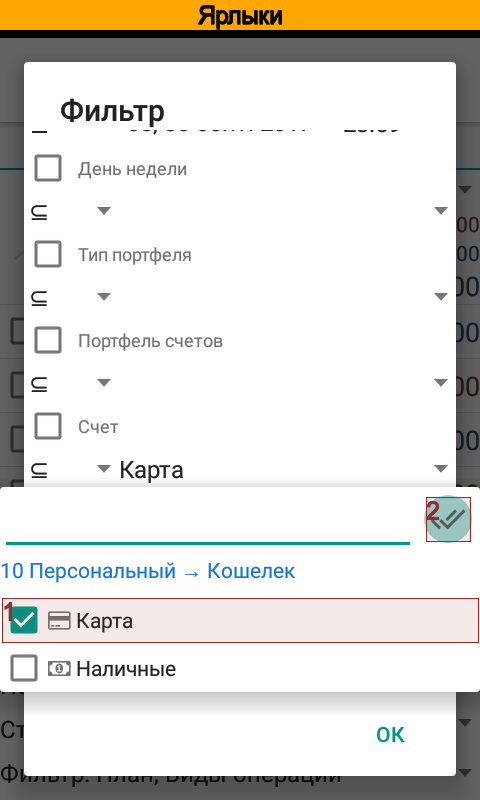 Ярлыки
Фильтр
День недели
⊆
Тип портфеля
⊆
Портфель счетов
⊆
Счет
⊆ Карта
2
10 Персональный → Кошелек
1 Карта
Наличные
OK
Фильтр: План, Виды операций